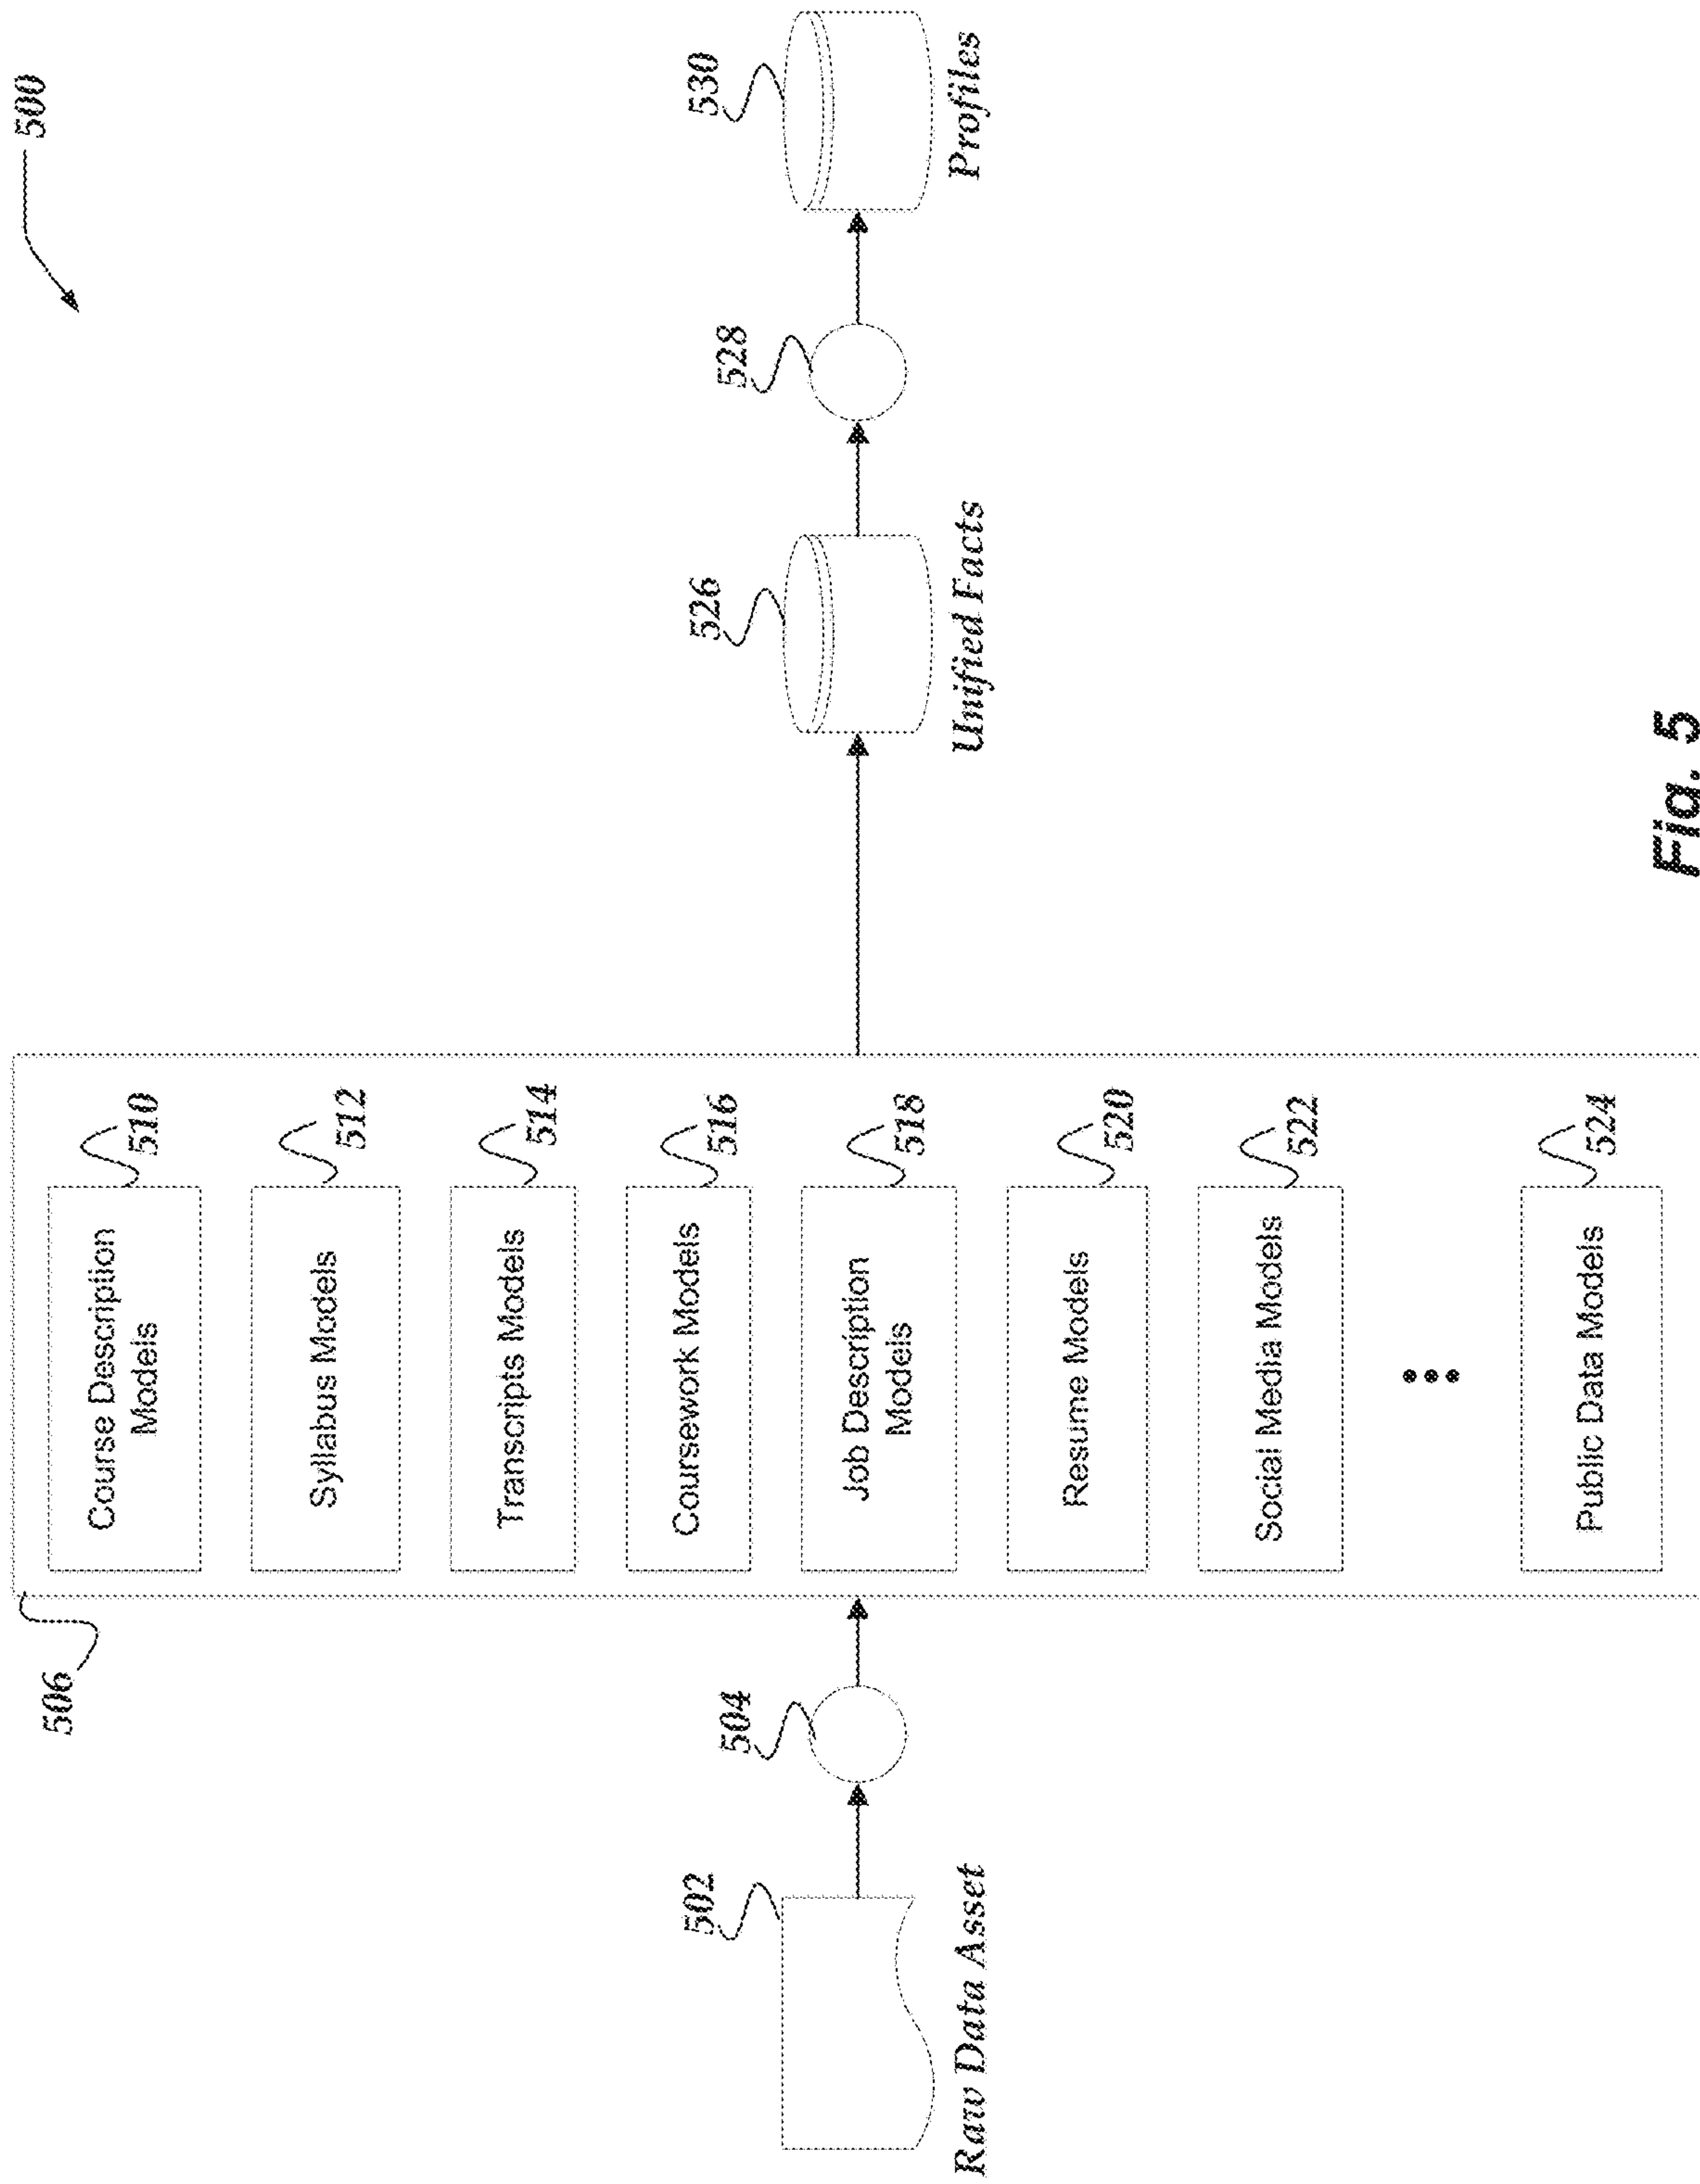 500
506
Course Description
Models
510
Syllabus Models
512
Transcripts Models
514
Coursework Models
516
Job Description
Models
518
Resume Models
520
Social Media Models
522
Public Data Models
524
502
Raw Data Asset
504
526
Unified Facts
528
530
Profiles
Fig. 5